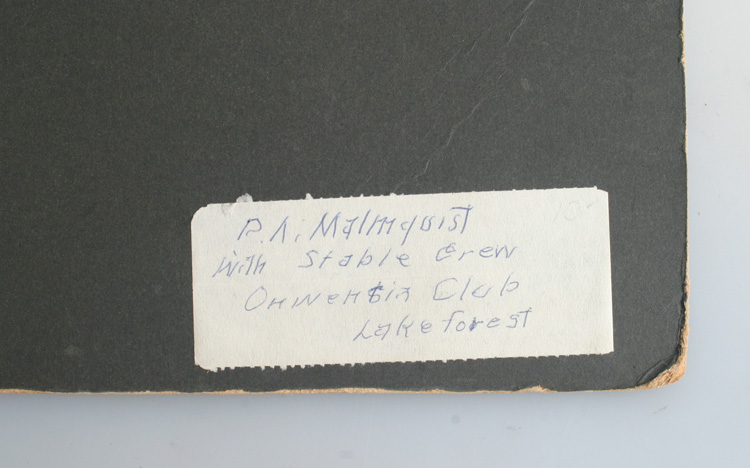 P.A. Malmquist
with Stable Crew
Onwentsia Club
Lake forest